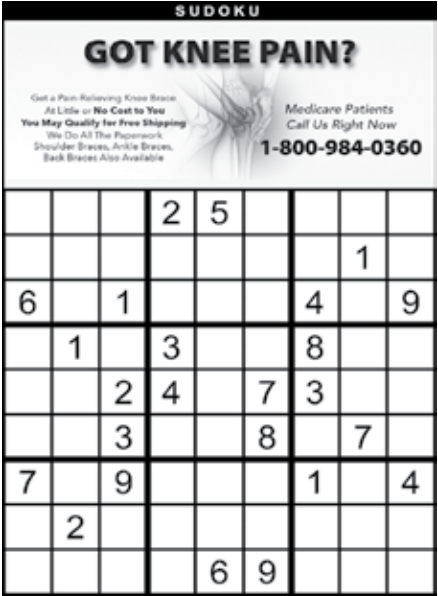 SUDOKU
GOT KNEE PAIN?
Get a Pain-Relieving Knee Brace
At Little or No Cost to You
You May Qualify for Free Shipping
We Do All The Paperwork
Shoulder Braces, Ankle Braces,
Back Braces Also Available
Medicare Patients
Call Us Right Now
1-800-984-0360
2 5
1
6 1 4 9
1 3 8
2 4 7 3
3 8 7
7 9 1 4
2
6 9